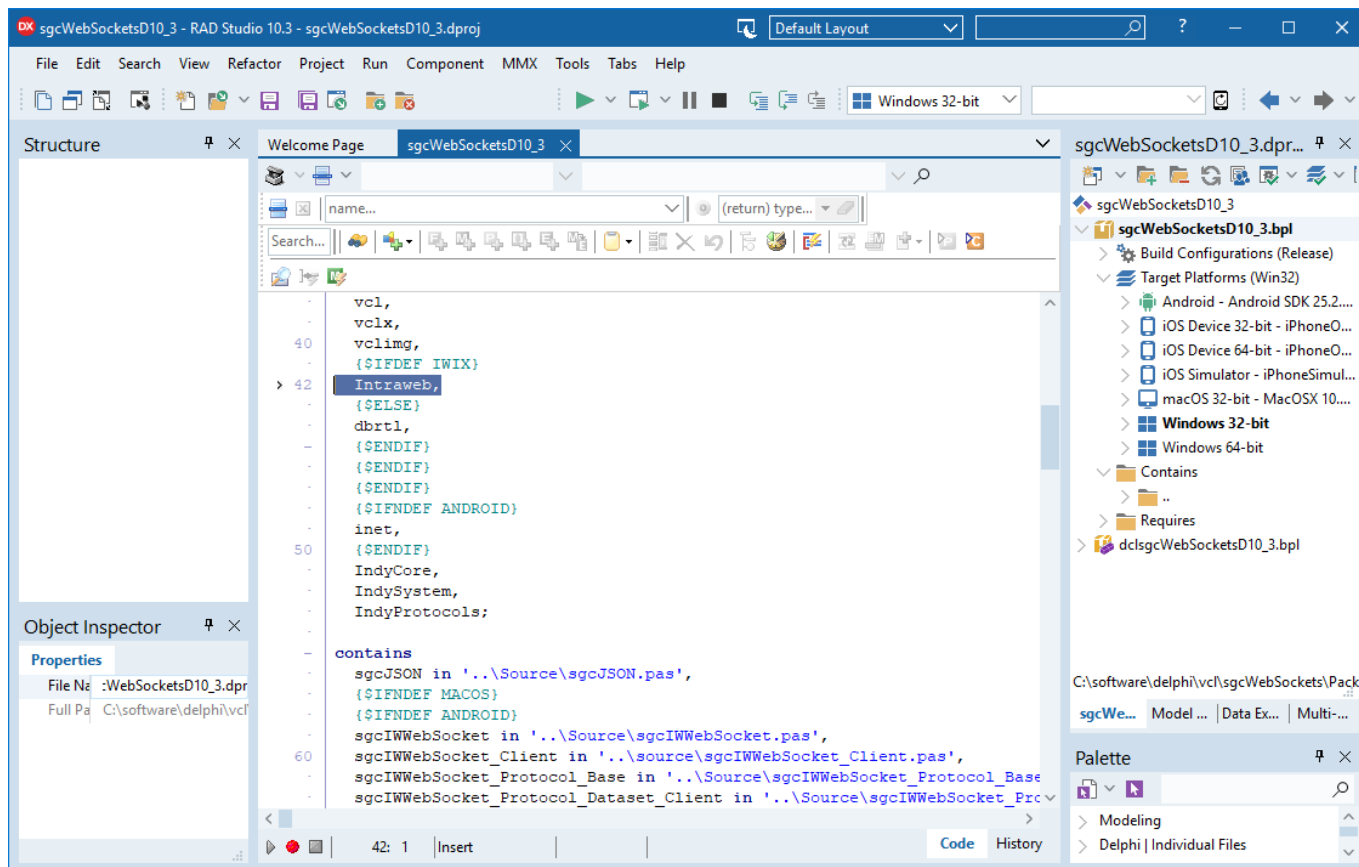 DX sgcWebSocketsD10_3 - RAD Studio 10.3 - sgcWebSocketsD10_3.dproj
Default Layout
?
File Edit Search View Refactor Project Run Component MMX Tools Tabs Help
Windows 32-bit
Structure
Welcome Page
sgcWebSocketsD10_3
name...
(return) type...
Search...
vcl,
vclx,
40 vclimg,
{$IFDEF IWIX}
42 Intraweb,
{$ELSE}
dbrtl,
{$ENDIF}
{$ENDIF}
{$ENDIF}
{$IFNDEF ANDROID}
inet,
50 {$ENDIF}
IndyCore,
IndySystem,
IndyProtocols;
contains
sgcJSON in '..\Source\sgcJSON.pas',
{$IFNDEF MACOS}
{$IFNDEF ANDROID}
sgcIWWebSocket in '..\Source\sgcIWWebSocket.pas',
60 sgcIWWebSocket_Client in '..\source\sgcIWWebSocket_Client.pas',
sgcIWWebSocket_Protocol_Base in '..\Source\sgcIWWebSocket_Protocol_Base
sgcIWWebSocket_Protocol_Dataset_Client in '..\Source\sgcIWWebSocket_Prc
42: 1 Insert
Code History
Object Inspector
Properties
File Na :WebSocketsD10_3.dpr
Full Pa C:\software\delphi\vcl
sgcWebSocketsD10_3.dpr...
sgcWebSocketsD10_3
sgcWebSocketsD10_3.bpl
Build Configurations (Release)
Target Platforms (Win32)
Android - Android SDK 25.2....
iOS Device 32-bit - iPhoneO...
iOS Device 64-bit - iPhoneO...
iOS Simulator - iPhoneSimul...
macOS 32-bit - MacOSX 10....
Windows 32-bit
Windows 64-bit
Contains
..
Requires
dclsgcWebSocketsD10_3.bpl
C:\software\delphi\vcl\sgcWebSockets\Pack
sgcWe... Model ... Data Ex... Multi-...
Palette
Modeling
Delphi | Individual Files